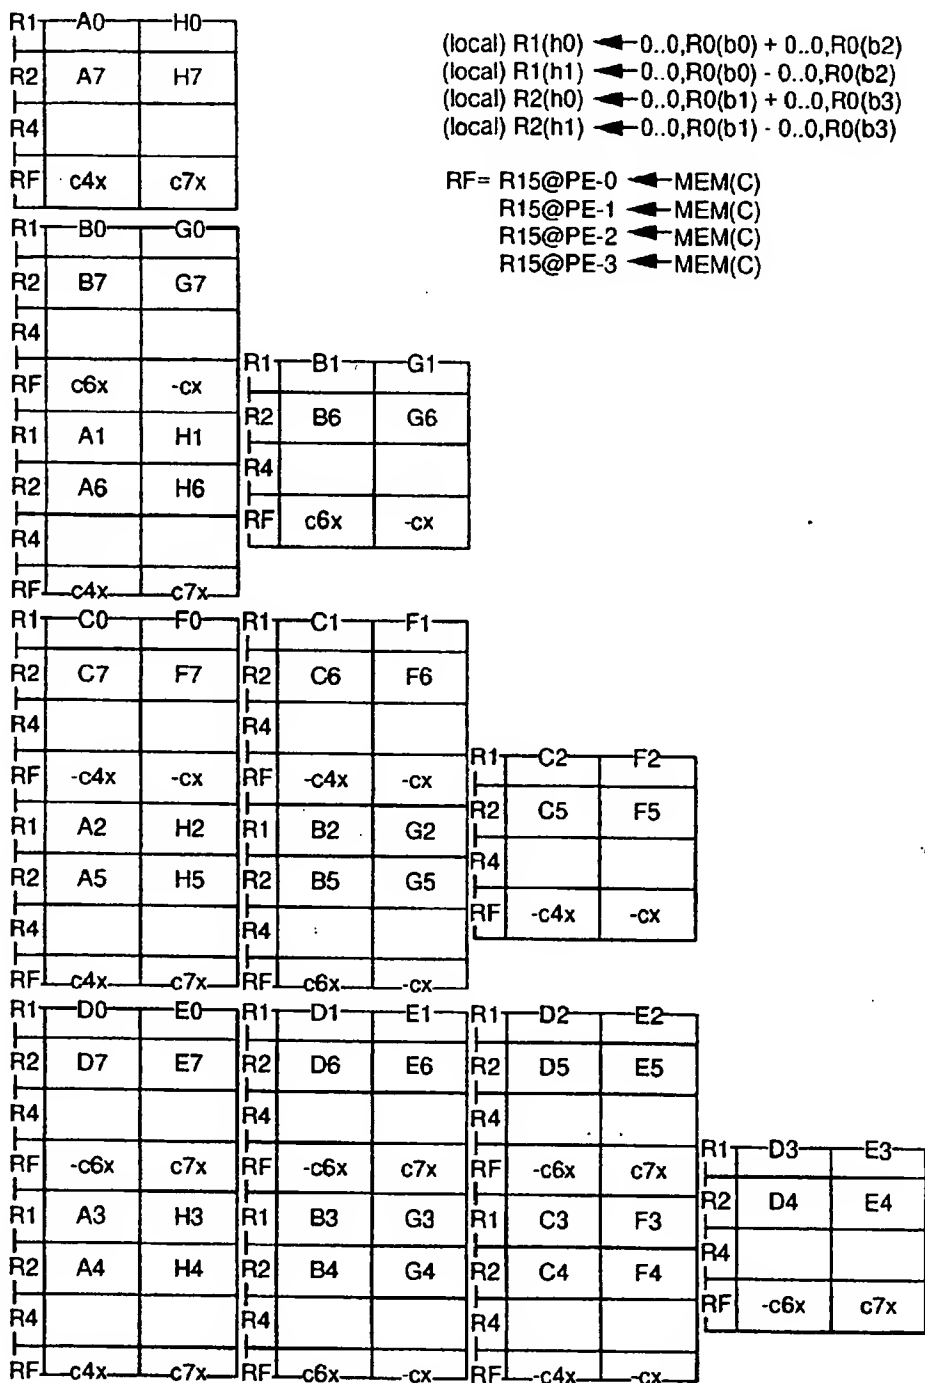 R1 A0 H0
R2 A7 H7
R4
RF c4x c7x
(local) R1(h0) ◄ 0..0,R0(b0) + 0..0,R0(b2)
(local) R1(h1) ◄ 0..0,R0(b0) - 0..0,R0(b2)
(local) R2(h0) ◄ 0..0,R0(b1) + 0..0,R0(b3)
(local) R2(h1) ◄ 0..0,R0(b1) - 0..0,R0(b3)
RF= R15@PE-0 ◄ MEM(C)
R15@PE-1 ◄ MEM(C)
R15@PE-2 ◄ MEM(C)
R15@PE-3 ◄ MEM(C)
R1 B0 G0
R2 B7 G7
R4
RF c6x -cx
R1 A1 H1
R2 A6 H6
R4
RF c4x c7x
R1 B1 G1
R2 B6 G6
R4
RF c6x -cx
R1 C0 F0
R2 C7 F7
R4
RF -c4x -cx
R1 A2 H2
R2 A5 H5
R4
RF c4x c7x
R1 C1 F1
R2 C6 F6
R4
RF -c4x -cx
R1 B2 G2
R2 B5 G5
R4
RF c6x -cx
R1 C2 F2
R2 C5 F5
R4
RF -c4x -cx
R1 D0 E0
R2 D7 E7
R4
RF -c6x c7x
R1 A3 H3
R2 A4 H4
R4
RF c4x c7x
R1 D1 E1
R2 D6 E6
R4
RF -c6x c7x
R1 B3 G3
R2 B4 G4
R4
RF c6x -cx
R1 D2 E2
R2 D5 E5
R4
RF -c6x c7x
R1 C3 F3
R2 C4 F4
R4
RF -c4x -cx
R1 D3 E3
R2 D4 E4
R4
RF -c6x c7x